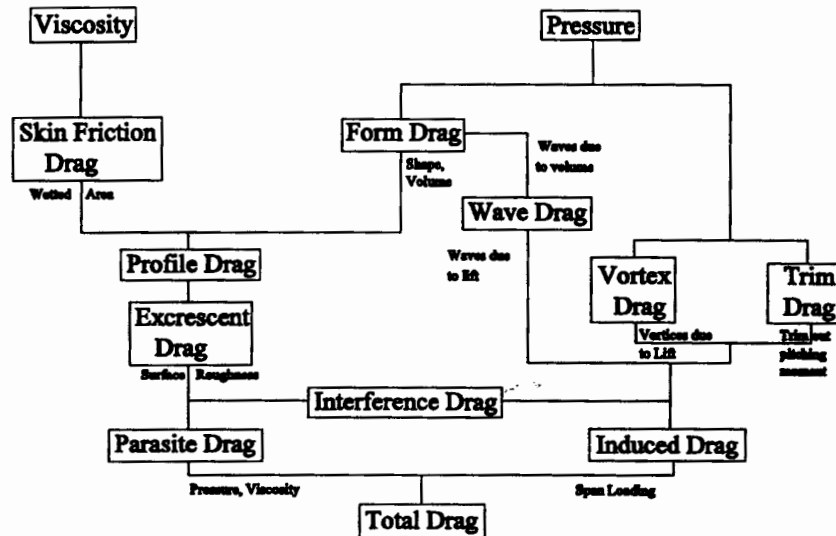 Viscosity
Pressure
Skin Friction
Drag
Wetted Area
Form Drag
Shape,
Volume
Waves due
to volume
Wave Drag
Waves due
to lift
Profile Drag
Vortex
Drag
Trim
Drag
Excrescent
Drag
Surface Roughness
Vertices due
to Lift
Trim out
pitching
moment
Interference Drag
Parasite Drag
Induced Drag
Pressure, Viscosity
Span Loading
Total Drag